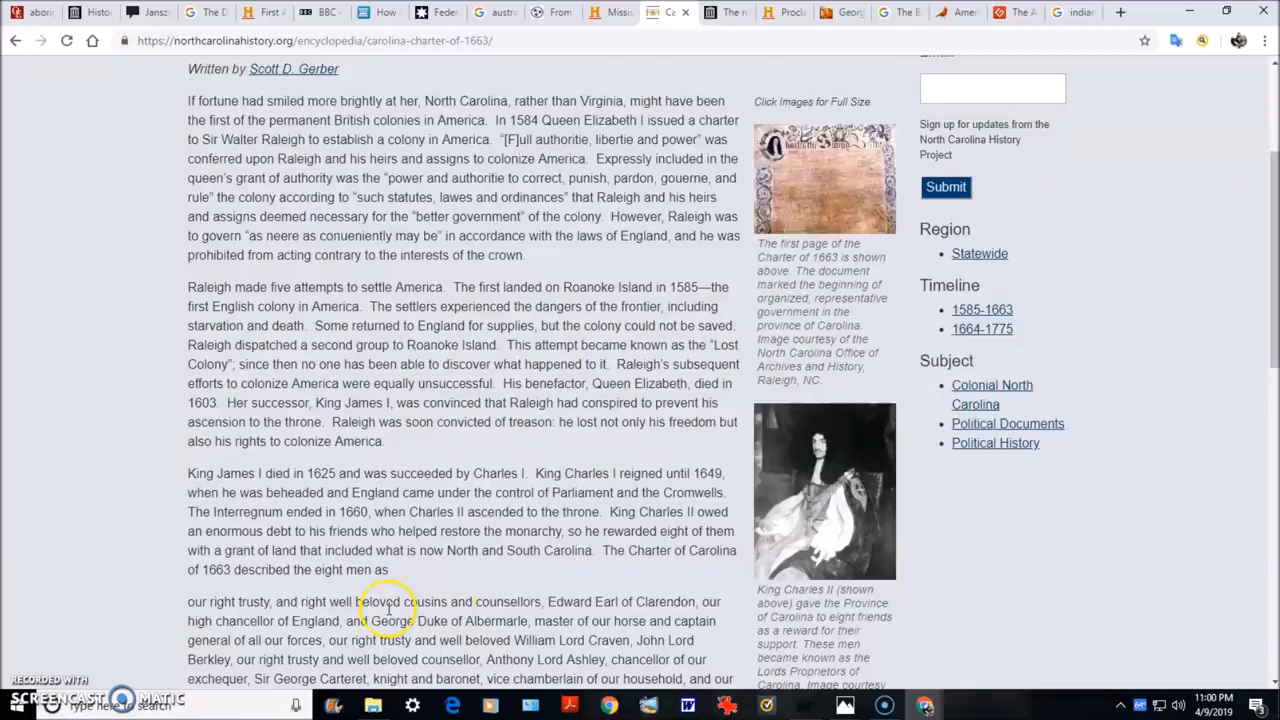 aborig
Histor
Jansz
The D
First A
BBC -
How
Feder
austra
From
Missi
Ca
The n
Procla
Georg
The B
Amer
The A
indian
https://northcarolinahistory.org/encyclopedia/carolina-charter-of-1663/
Written by Scott D. Gerber
If fortune had smiled more brightly at her, North Carolina, rather than Virginia, might have been
the first of the permanent British colonies in America. In 1584 Queen Elizabeth I issued a charter
to Sir Walter Raleigh to establish a colony in America. "[F]ull authoritie, libertie and power" was
conferred upon Raleigh and his heirs and assigns to colonize America. Expressly included in the
queen's grant of authority was the "power and authoritie to correct, punish, pardon, gouerne, and
rule" the colony according to "such statutes, lawes and ordinances" that Raleigh and his heirs
and assigns deemed necessary for the "better government" of the colony. However, Raleigh was
to govern "as neere as conueniently may be" in accordance with the laws of England, and he was
prohibited from acting contrary to the interests of the crown.
Raleigh made five attempts to settle America. The first landed on Roanoke Island in 1585—the
first English colony in America. The settlers experienced the dangers of the frontier, including
starvation and death. Some returned to England for supplies, but the colony could not be saved.
Raleigh dispatched a second group to Roanoke Island. This attempt became known as the "Lost
Colony"; since then no one has been able to discover what happened to it. Raleigh's subsequent
efforts to colonize America were equally unsuccessful. His benefactor, Queen Elizabeth, died in
1603. Her successor, King James I, was convinced that Raleigh had conspired to prevent his
ascension to the throne. Raleigh was soon convicted of treason: he lost not only his freedom but
also his rights to colonize America.
King James I died in 1625 and was succeeded by Charles I. King Charles I reigned until 1649,
when he was beheaded and England came under the control of Parliament and the Cromwells.
The Interregnum ended in 1660, when Charles II ascended to the throne. King Charles II owed
an enormous debt to his friends who helped restore the monarchy, so he rewarded eight of them
with a grant of land that included what is now North and South Carolina. The Charter of Carolina
of 1663 described the eight men as
our right trusty, and right well beloved cousins and counsellors, Edward Earl of Clarendon, our
high chancellor of England, and George Duke of Albermarle, master of our horse and captain
general of all our forces, our right trusty and well beloved William Lord Craven, John Lord
Berkley, our right trusty and well beloved counsellor, Anthony Lord Ashley, chancellor of our
exchequer, Sir George Carteret, knight and baronet, vice chamberlain of our household, and our
Click Images for Full Size
The first page of the
Charter of 1663 is shown
above. The document
marked the beginning of
organized, representative
government in the
province of Carolina.
Image courtesy of the
North Carolina Office of
Archives and History,
Raleigh, NC.
King Charles II (shown
above) gave the Province
of Carolina to eight friends
as a reward for their
support. These men
became known as the
Lords Proprietors of
Carolina. Image courtesy
Sign up for updates from the
North Carolina History
Project
Submit
Region
Statewide
Timeline
1585-1663
1664-1775
Subject
Colonial North
Carolina
Political Documents
Political History
RECORDED WITH
SCREENCAST MATIC
Type here to search
11:00 PM
4/9/2019